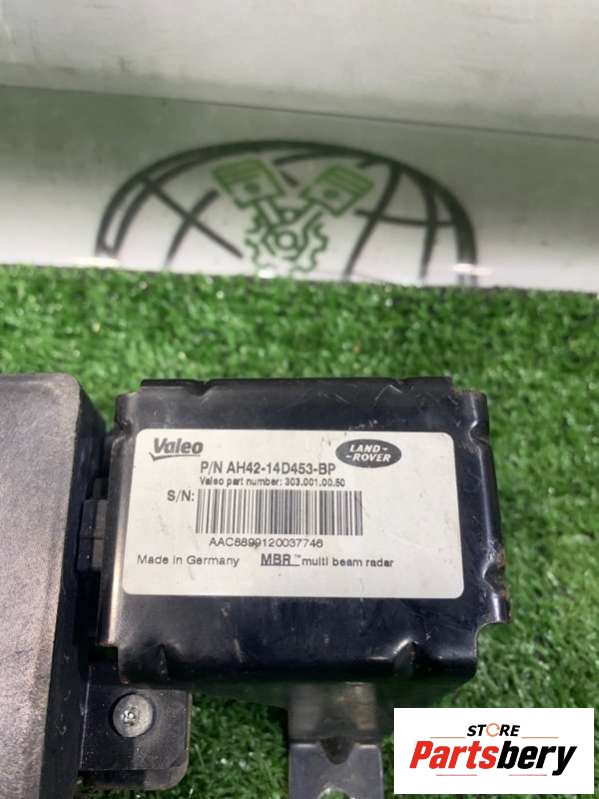 Valeo
LAND-
-ROVER
P/N AH42-14D453-BP
Valeo part number: 303.001.00.50
S/N:
AAC8899120037746
Made in Germany MBR™ multi beam radar
STORE
Partsbery